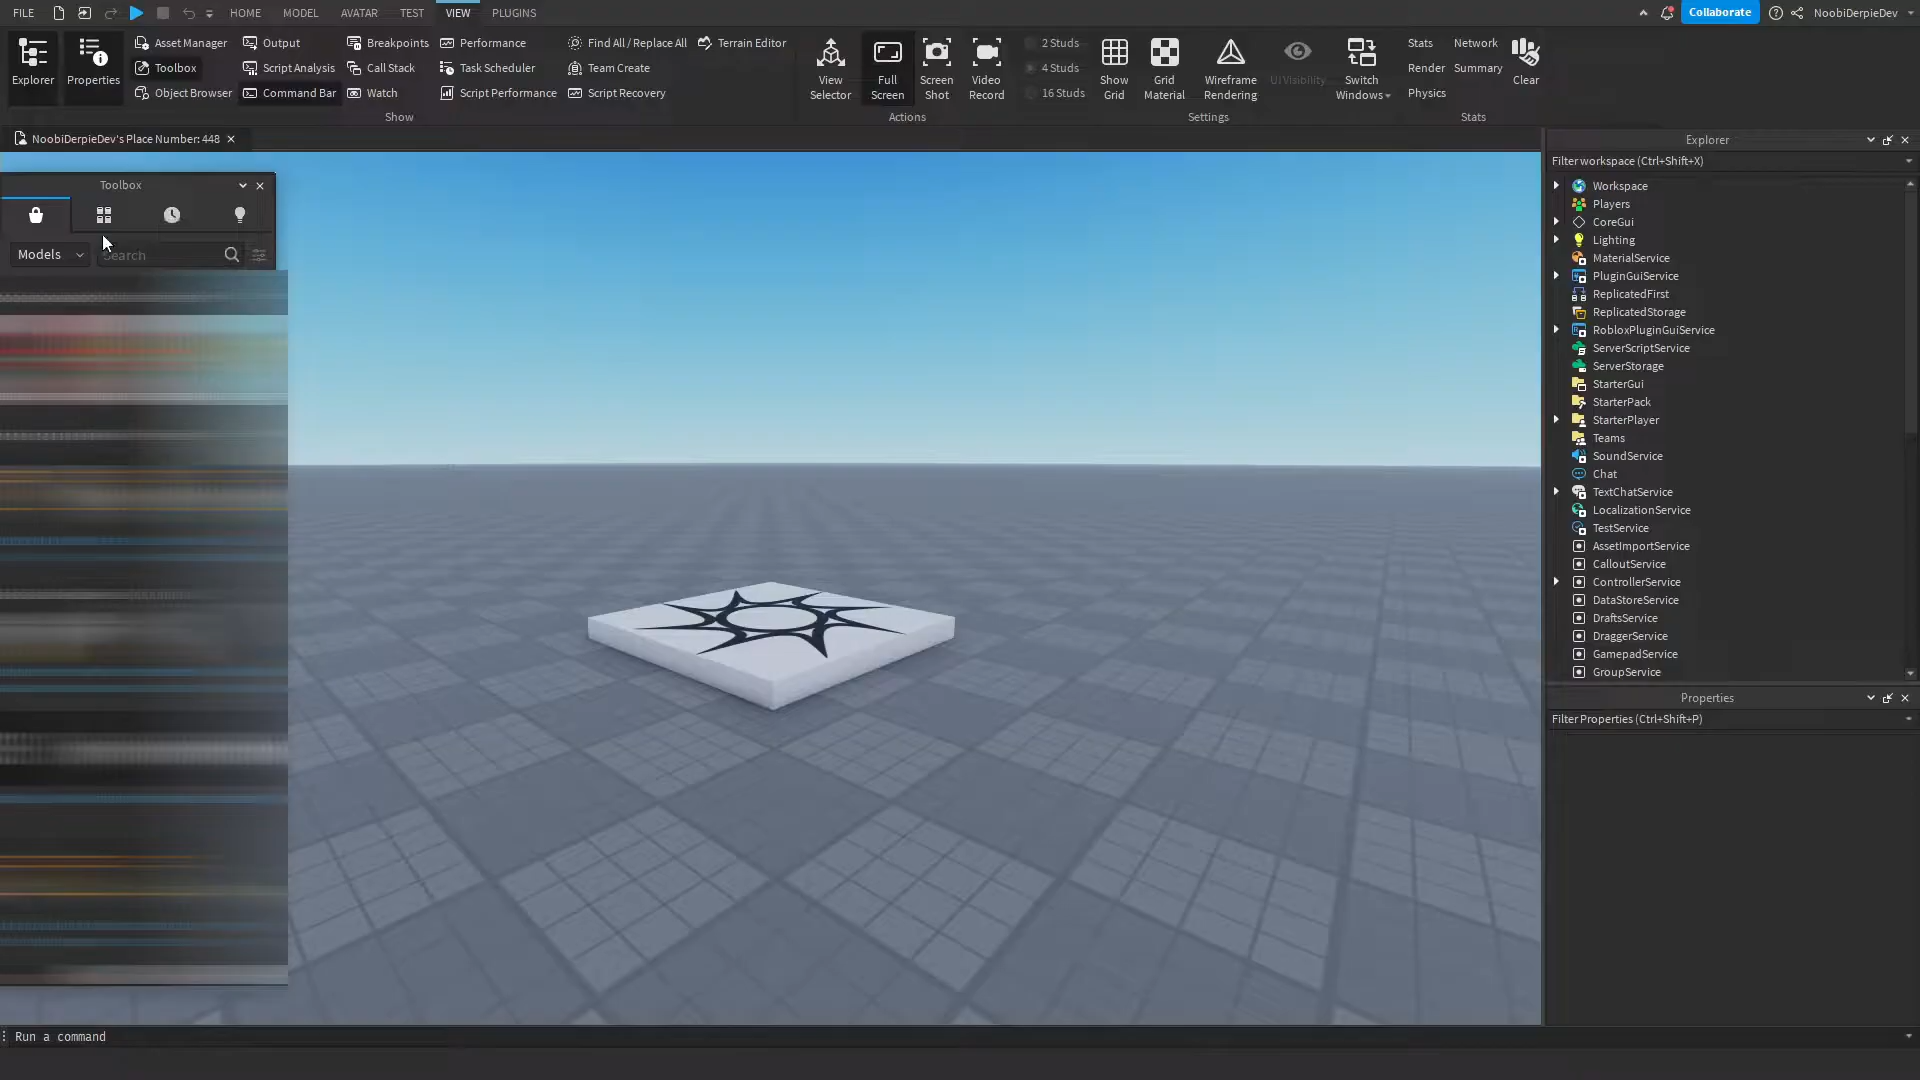 FILE HOME MODEL AVATAR TEST VIEW PLUGINS Collaborate NoobiDerpieDev
Explorer
Properties
Asset Manager Output Breakpoints Performance Find All / Replace All Terrain Editor
Toolbox Script Analysis Call Stack Task Scheduler Team Create
Object Browser Command Bar Watch Script Performance Script Recovery
Show
View Selector
Full Screen
Screen Shot
Video Record
Actions
2 Studs
4 Studs
16 Studs
Show Grid
Grid Material
Wireframe Rendering
UI Visibility
Switch Windows
Settings
Stats Network
Render Summary
Physics
Clear
Stats
NoobiDerpieDev's Place Number: 448
Toolbox
Models Search
Explorer
Filter workspace (Ctrl+Shift+X)
Workspace
Players
CoreGui
Lighting
MaterialService
PluginGuiService
ReplicatedFirst
ReplicatedStorage
RobloxPluginGuiService
ServerScriptService
ServerStorage
StarterGui
StarterPack
StarterPlayer
Teams
SoundService
Chat
TextChatService
LocalizationService
TestService
AssetImportService
CalloutService
ControllerService
DataStoreService
DraftsService
DraggerService
GamepadService
GroupService
Properties
Filter Properties (Ctrl+Shift+P)
Run a command